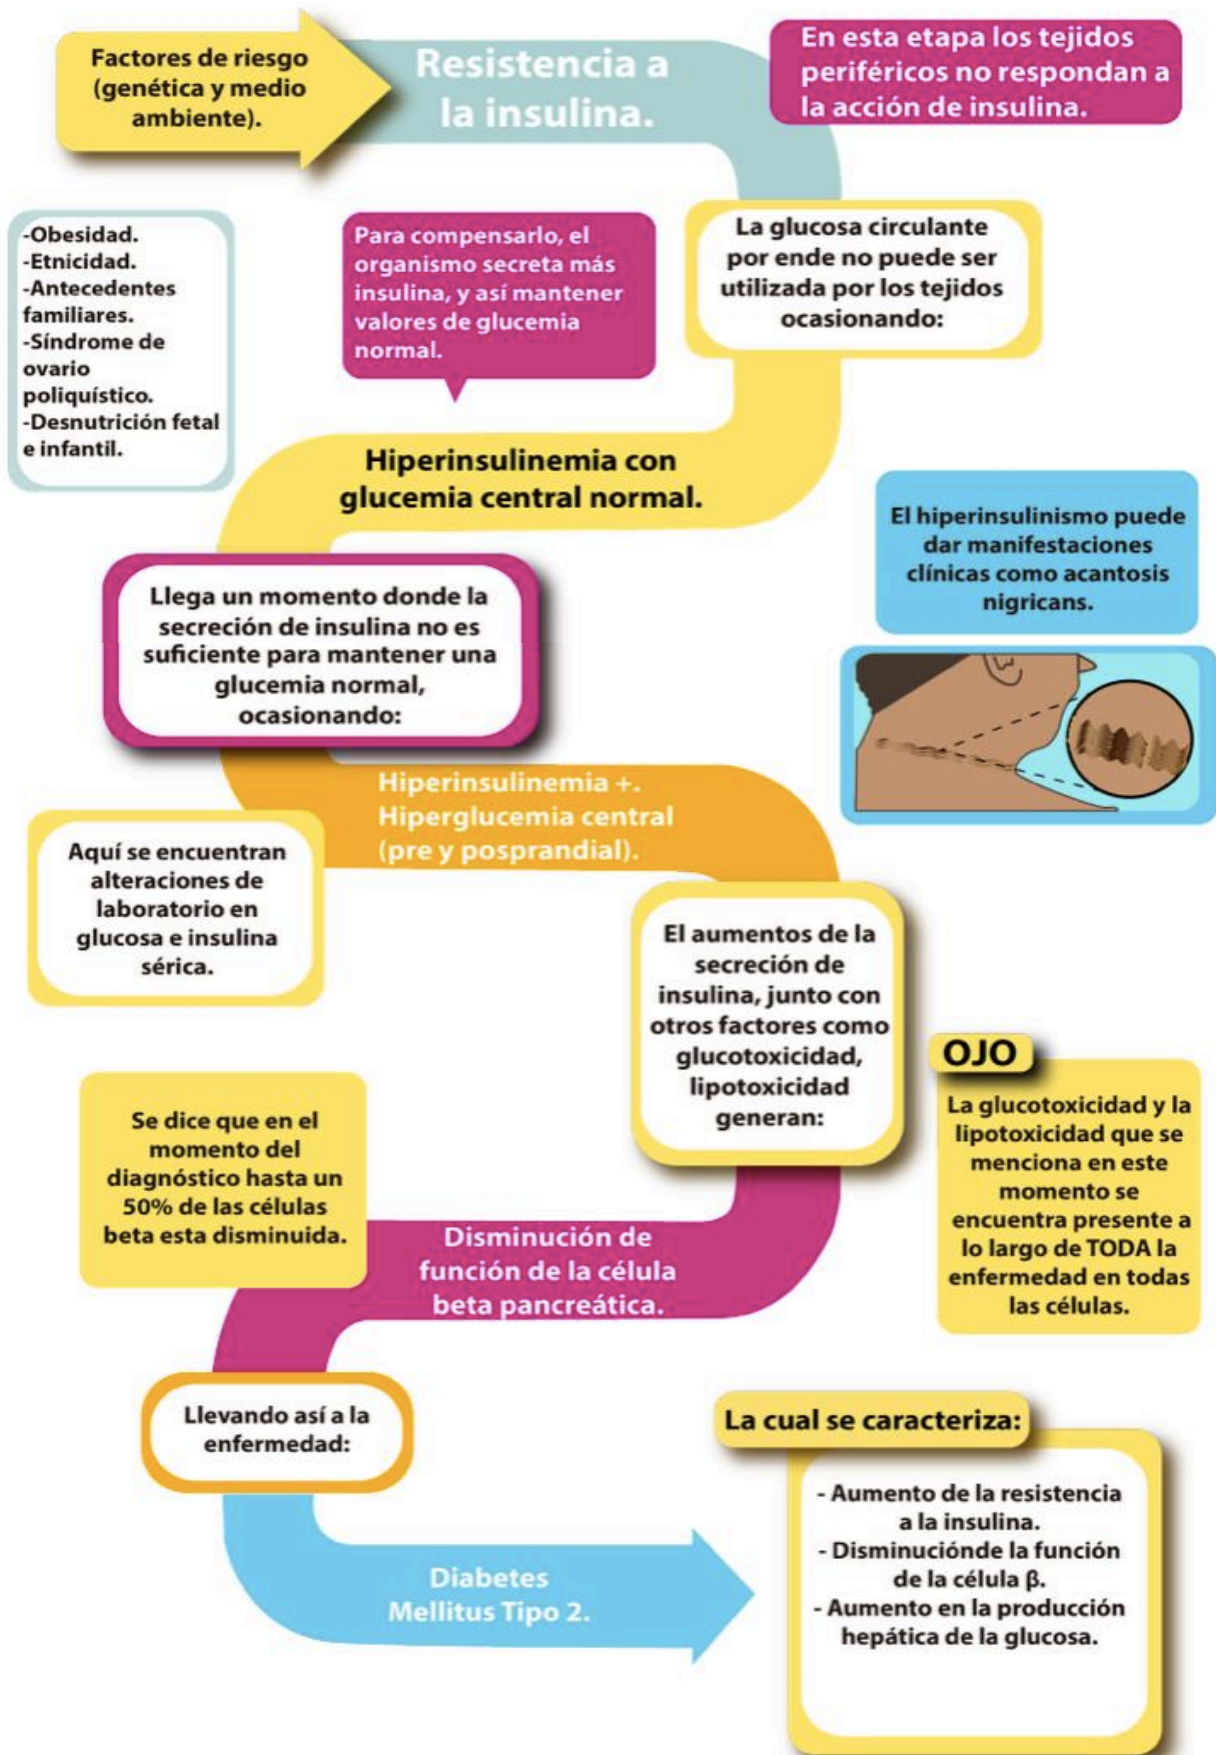 Factores de riesgo
(genética y medio
ambiente).
Resistencia a
la insulina.
En esta etapa los tejidos
periféricos no respondan a
la acción de insulina.
-Obesidad.
-Etnicidad.
-Antecedentes
familiares.
-Síndrome de
ovario
poliquístico.
-Desnutrición fetal
e infantil.
Para compensarlo, el
organismo secreta más
insulina, y así mantener
valores de glucemia
normal.
La glucosa circulante
por ende no puede ser
utilizada por los tejidos
ocasionando:
Hiperinsulinemia con
glucemia central normal.
El hiperinsulinismo puede
dar manifestaciones
clínicas como acantosis
nigricans.
Llega un momento donde la
secreción de insulina no es
suficiente para mantener una
glucemia normal,
ocasionando:
Hiperinsulinemia +.
Hiperglucemia central
(pre y posprandial).
Aquí se encuentran
alteraciones de
laboratorio en
glucosa e insulina
sérica.
El aumentos de la
secreción de
insulina, junto con
otros factores como
glucotoxicidad,
lipotoxicidad
generan:
OJO
La glucotoxicidad y la
lipotoxicidad que se
menciona en este
momento se
encuentra presente a
lo largo de TODA la
enfermedad en todas
las células.
Se dice que en el
momento del
diagnóstico hasta un
50% de las células
beta esta disminuida.
Disminución de
función de la célula
beta pancreática.
Llevando así a la
enfermedad:
Diabetes
Mellitus Tipo 2.
La cual se caracteriza:
- Aumento de la resistencia
a la insulina.
- Disminuciónde la función
de la célula β.
- Aumento en la producción
hepática de la glucosa.